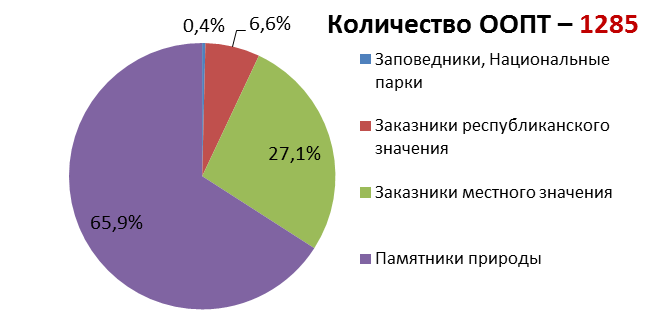 Количество ООПТ – 1285
0,4%
6,6%
27,1%
65,9%
Заповедники, Национальные
парки
Заказники республиканского
значения
Заказники местного значения
Памятники природы